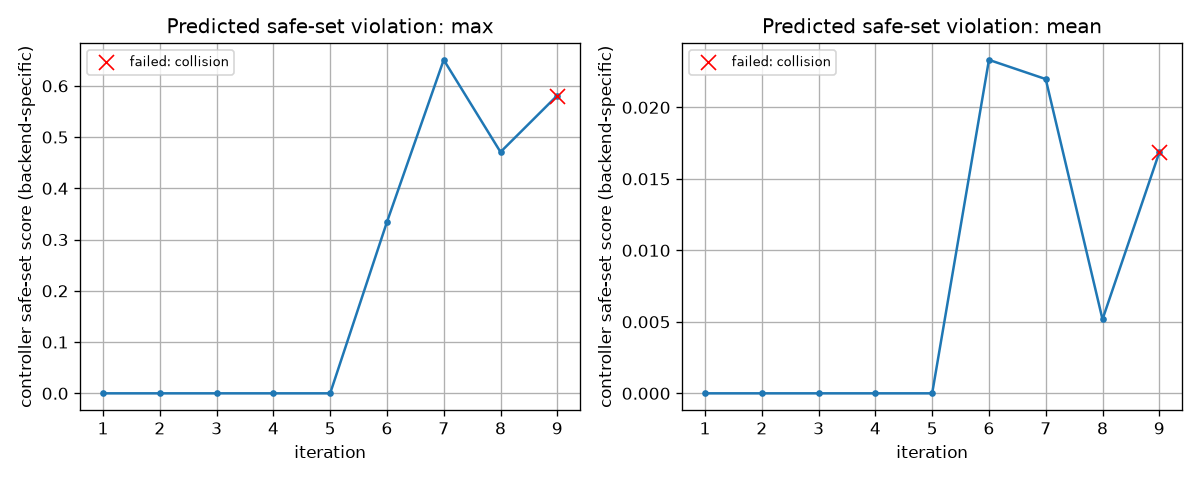 Predicted safe-set violation: max
failed: collision
controller safe-set score (backend-specific)
0.6
0.5
0.4
0.3
0.2
0.1
0.0
1 2 3 4 5 6 7 8 9
iteration
Predicted safe-set violation: mean
failed: collision
controller safe-set score (backend-specific)
0.020
0.015
0.010
0.005
0.000
1 2 3 4 5 6 7 8 9
iteration